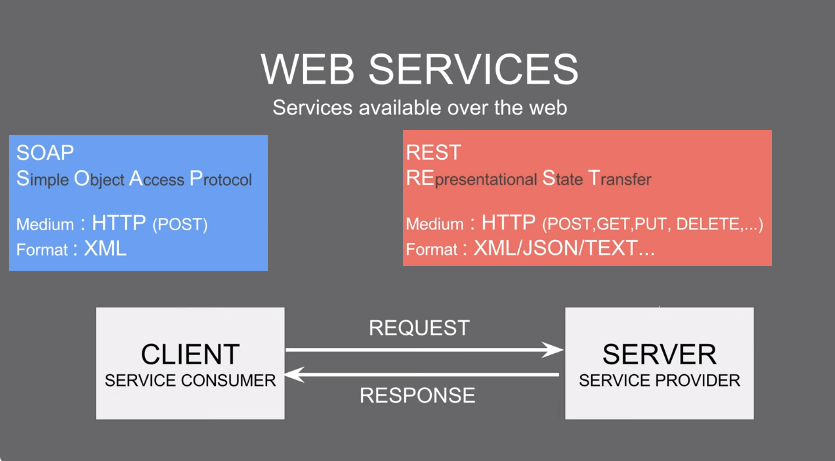 WEB SERVICES
Services available over the web
SOAP
Simple Object Access Protocol
Medium : HTTP (POST)
Format : XML
REST
REpresentational State Transfer
Medium : HTTP (POST,GET,PUT, DELETE,...)
Format : XML/JSON/TEXT...
CLIENT
SERVICE CONSUMER
REQUEST
RESPONSE
SERVER
SERVICE PROVIDER